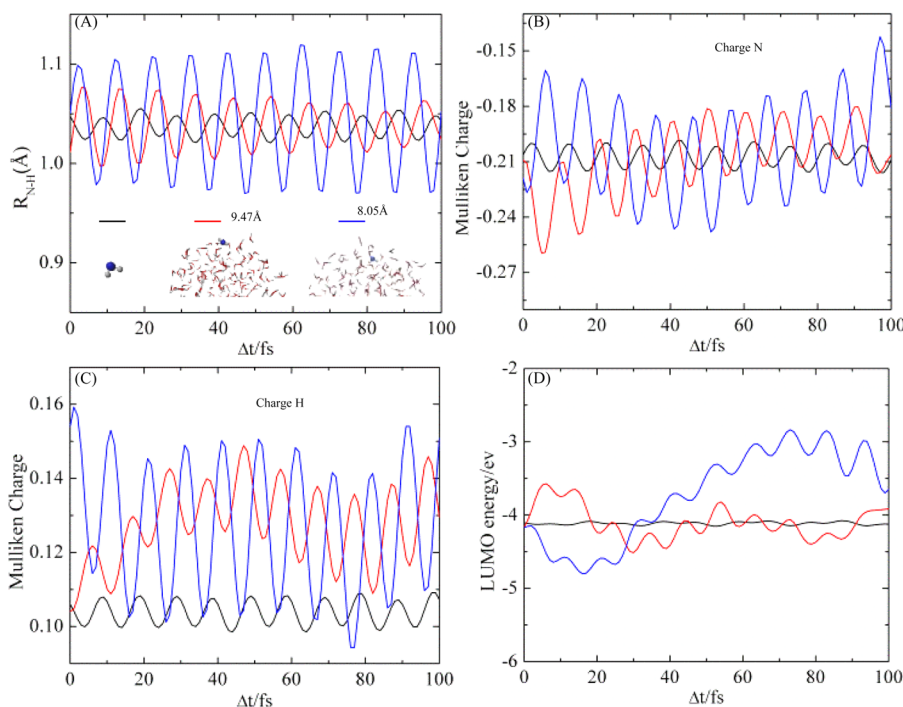 (A)
R_N-H(Å)
1.1
1.0
0.9
9.47Å
8.05Å
0 20 40 60 80 100
Δt/fs
(B)
Charge N
Mulliken Charge
-0.15
-0.18
-0.21
-0.24
-0.27
0 20 40 60 80 100
Δt/fs
(C)
Charge H
Mulliken Charge
0.16
0.14
0.12
0.10
0 20 40 60 80 100
Δt/fs
(D)
LUMO energy/ev
-2
-3
-4
-5
-6
0 20 40 60 80 100
Δt/fs